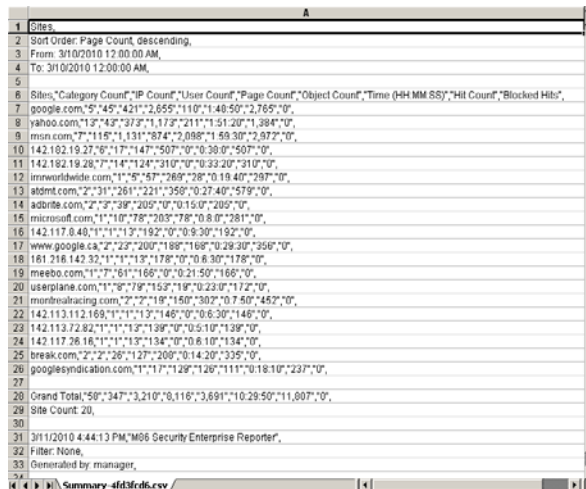 A
1 Sites,
2 Sort Order: Page Count, descending,
3 From: 3/10/2010 12:00:00 AM,
4 To: 3/10/2010 12:00:00 AM,
5
6 Sites,"Category Count","IP Count","User Count","Page Count","Object Count","Time (HH:MM:SS)","Hit Count","Blocked Hits",
7 google.com,"5","45","421","2,655","110","1:48:50","2,765","0",
8 yahoo.com,"13","43","373","1,173","211","1:51:20","1,384","0",
9 msn.com,"7","115","1,131","874","2,098","1:59:30","2,972","0",
10 142.182.19.27,"6","17","147","507","0","0:38:0","507","0",
11 142.182.19.28,"7","14","124","310","0","0:33:20","310","0",
12 imrworldwide.com,"1","5","57","269","28","0:19:40","297","0",
13 atdmt.com,"2","31","261","221","358","0:27:40","579","0",
14 adbrite.com,"2","3","39","205","0","0:15:0","205","0",
15 microsoft.com,"1","10","78","203","78","0:8:0","281","0",
16 142.117.8.40,"1","1","13","192","0","0:9:30","192","0",
17 www.google.ca,"2","23","200","188","168","0:29:30","356","0",
18 161.216.142.32,"1","1","13","178","0","0:6:30","178","0",
19 meebo.com,"1","7","61","166","0","0:21:50","166","0",
20 userplane.com,"1","8","79","153","19","0:23:0","172","0",
21 montrealracing.com,"2","2","19","150","302","0:7:50","452","0",
22 142.113.112.169,"1","1","13","146","0","0:6:30","146","0",
23 142.113.72.82,"1","1","13","139","0","0:5:10","139","0",
24 142.117.26.16,"1","1","13","134","0","0:6:10","134","0",
25 break.com,"2","2","26","127","208","0:14:20","335","0",
26 googlesyndication.com,"1","17","129","126","111","0:18:10","237","0",
27
28 Grand Total,"58","347","3,210","8,116","3,691","10:29:50","11,807","0",
29 Site Count: 20,
30
31 3/11/2010 4:44:13 PM,"M86 Security Enterprise Reporter",
32 Filter: None,
33 Generated by: manager,
Summary-4fd3fcd6.csv